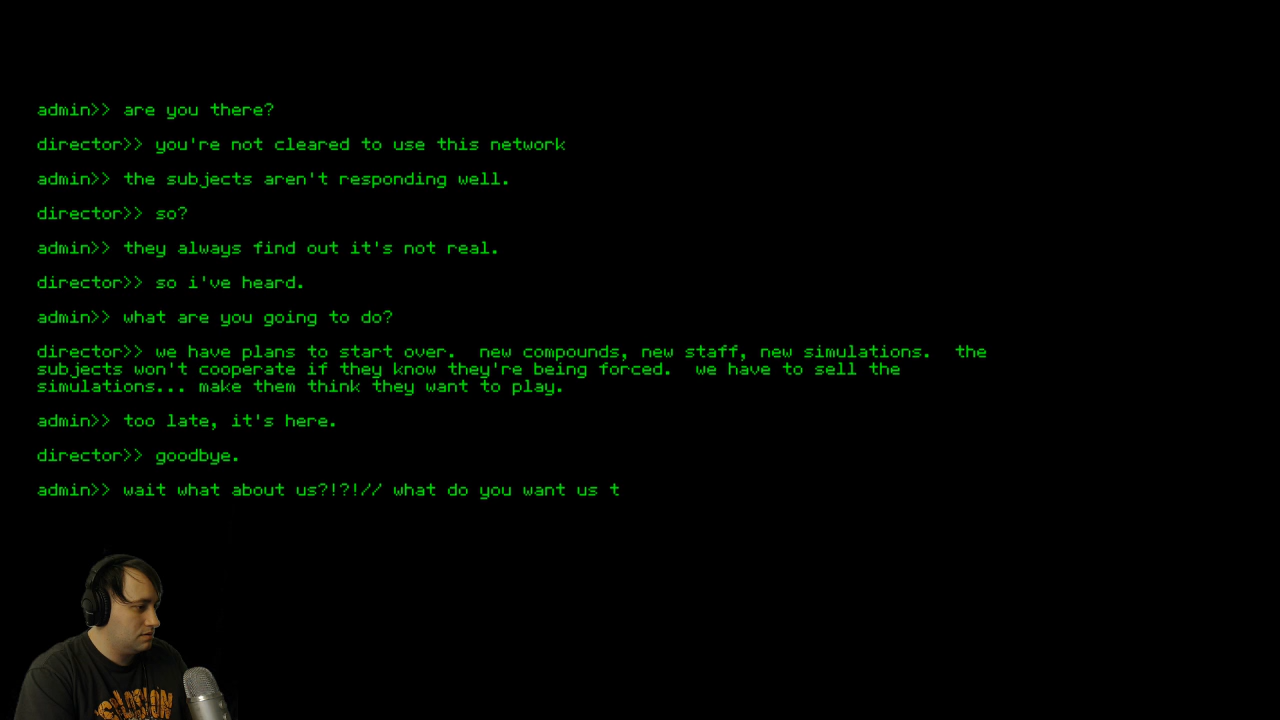 admin>> are you there?
director>> you're not cleared to use this network
admin>> the subjects aren't responding well.
director>> so?
admin>> they always find out it's not real.
director>> so i've heard.
admin>> what are you going to do?
director>> we have plans to start over.  new compounds, new staff, new simulations.  the
subjects won't cooperate if they know they're being forced.  we have to sell the
simulations... make them think they want to play.
admin>> too late, it's here.
director>> goodbye.
admin>> wait what about us?!?!// what do you want us t